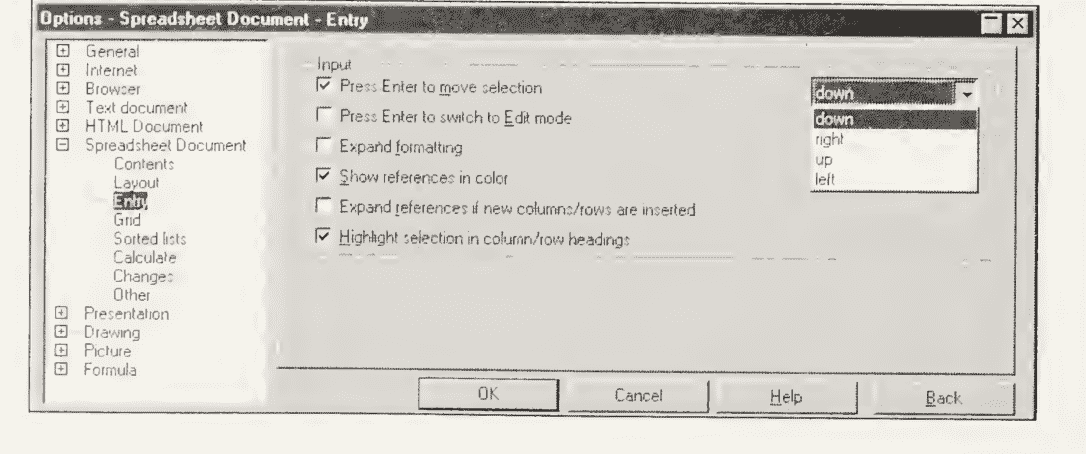 Options - Spreadsheet Document - Entry
General
Internet
Browser
Text document
HTML Document
Spreadsheet Document
Contents
Layout
Entry
Grid
Sorted lists
Calculate
Changes
Other
Presentation
Drawing
Picture
Formula
Input
Press Enter to move selection
Press Enter to switch to Edit mode
Expand formatting
Show references in color
Expand references if new columns/rows are inserted
Highlight selection in column/row headings
down
down
right
up
left
OK
Cancel
Help
Back